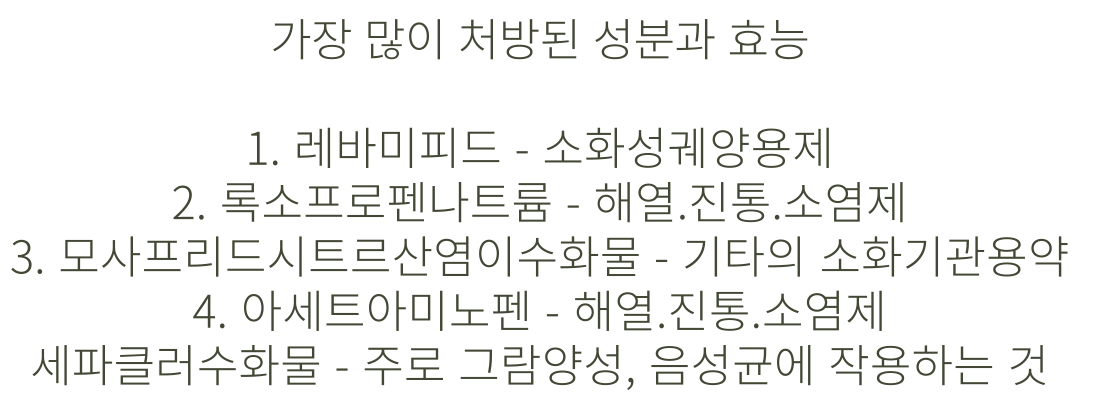 가장 많이 처방된 성분과 효능
1. 레바미피드 - 소화성궤양용제
2. 록소프로펜나트륨 - 해열.진통.소염제
3. 모사프리드시트르산염이수화물 - 기타의 소화기관용약
4. 아세트아미노펜 - 해열.진통.소염제
세파클러수화물 - 주로 그람양성, 음성균에 작용하는 것